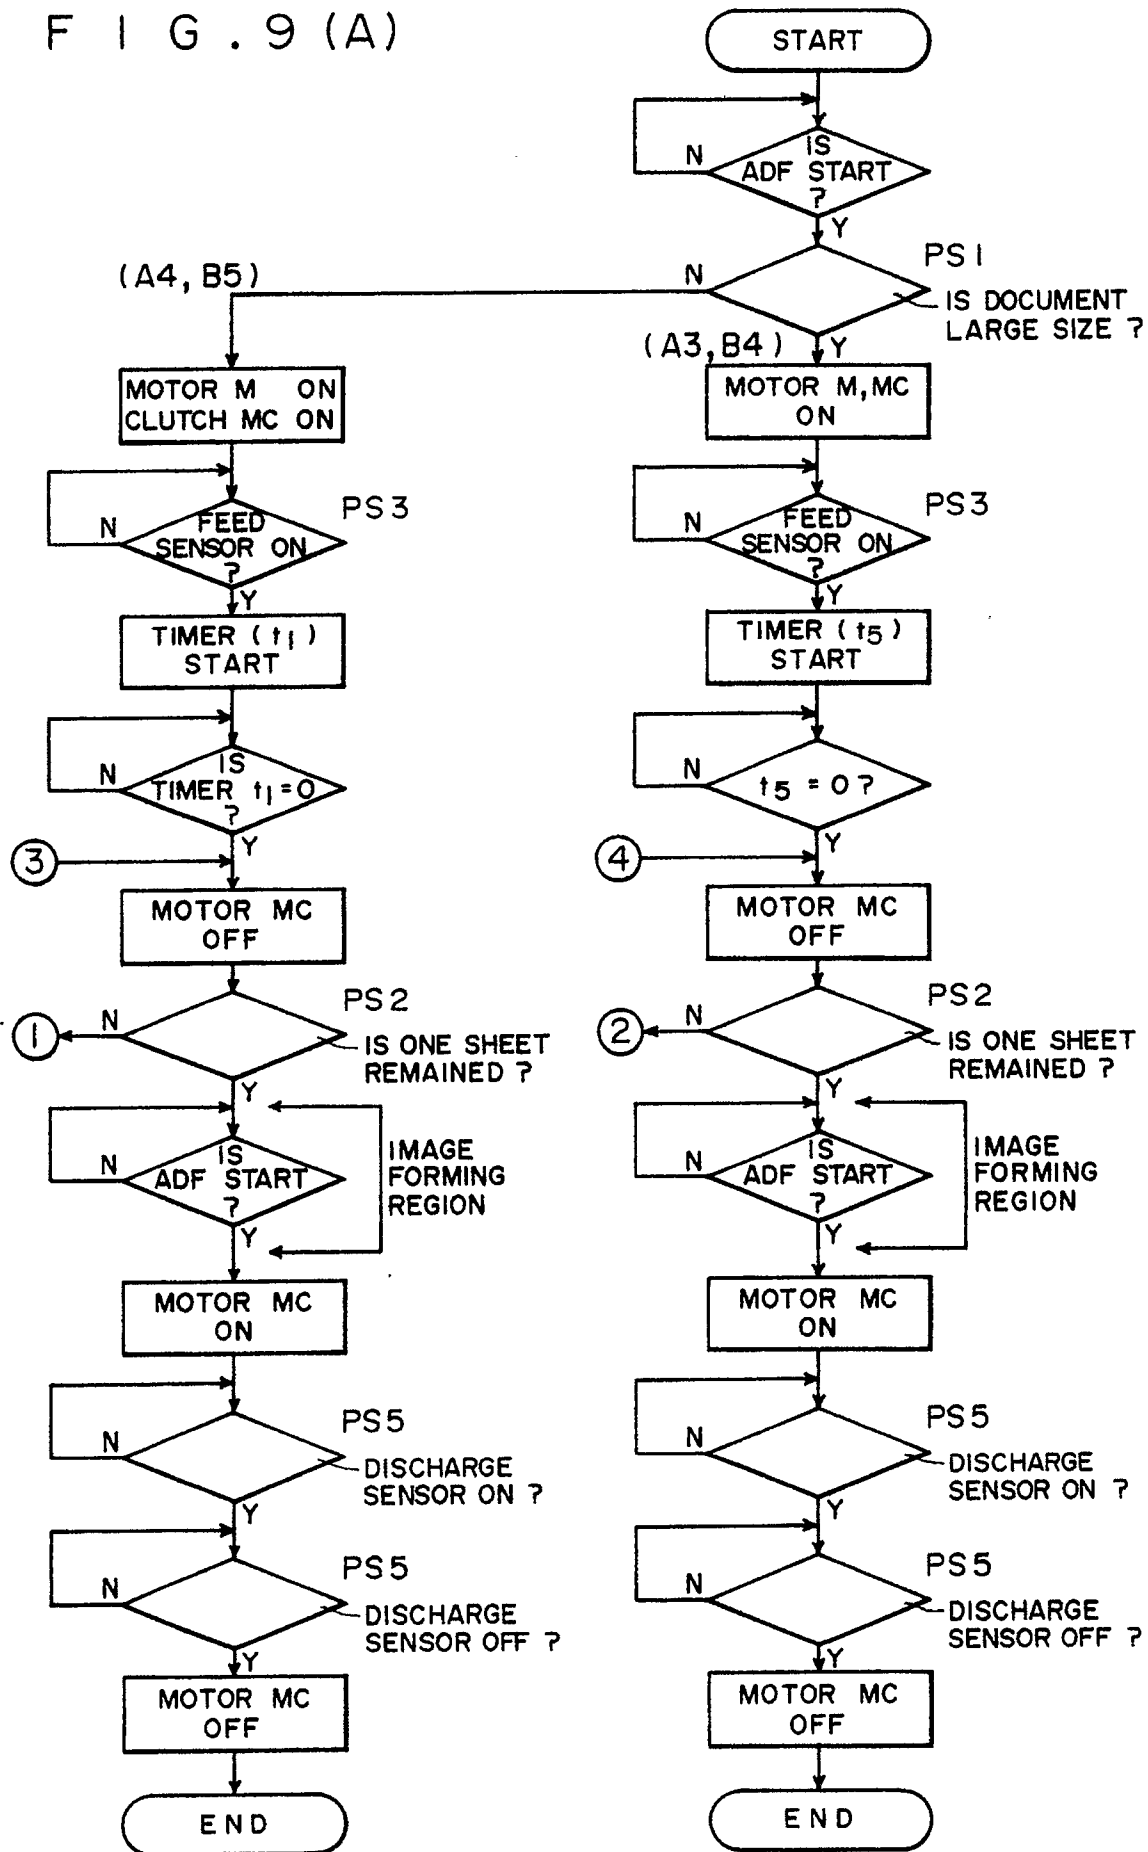 FIG.9(A)
START
IS
ADF START
?
N
Y
PS1
IS DOCUMENT
LARGE SIZE ?
N
(A4, B5)
Y
(A3, B4)
MOTOR M ON
CLUTCH MC ON
PS3
FEED
SENSOR ON
?
N
Y
TIMER (t1)
START
IS
TIMER t1=0
?
N
Y
3
MOTOR MC
OFF
PS2
IS ONE SHEET
REMAINED ?
N
1
Y
IS
ADF START
?
N
Y
IMAGE
FORMING
REGION
MOTOR MC
ON
PS5
DISCHARGE
SENSOR ON ?
N
Y
PS5
DISCHARGE
SENSOR OFF ?
N
Y
MOTOR MC
OFF
END
MOTOR M, MC
ON
PS3
FEED
SENSOR ON
?
N
Y
TIMER (t5)
START
t5 = 0 ?
N
Y
4
MOTOR MC
OFF
PS2
IS ONE SHEET
REMAINED ?
N
2
Y
IS
ADF START
?
N
Y
IMAGE
FORMING
REGION
MOTOR MC
ON
PS5
DISCHARGE
SENSOR ON ?
N
Y
PS5
DISCHARGE
SENSOR OFF ?
N
Y
MOTOR MC
OFF
END